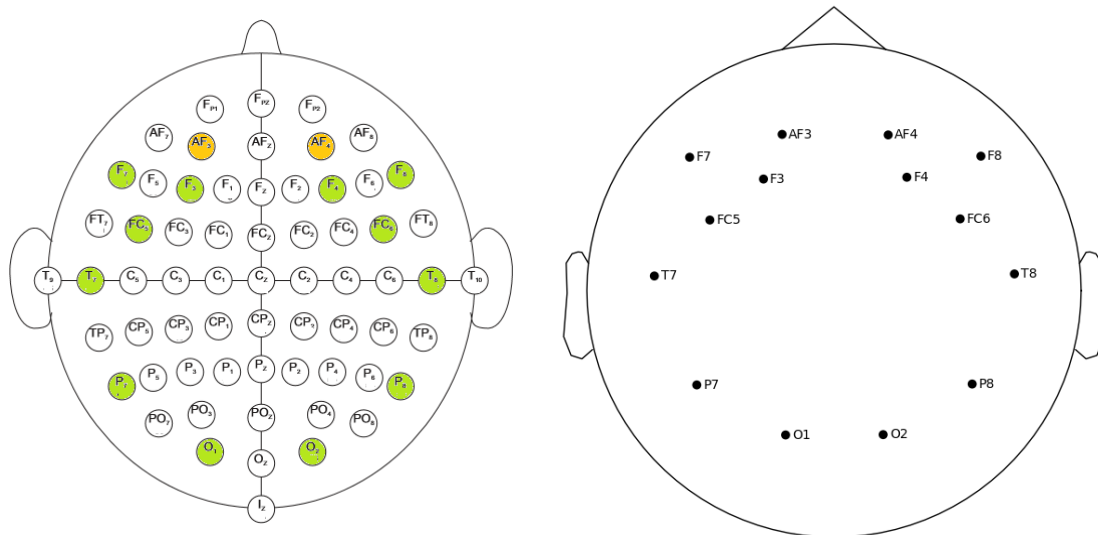 FP1 FPZ FP2
AF7 AF3 AFZ AF4 AF8
F7 F5 F3 F1 FZ F2 F4 F6 F8
FT7 FC5 FC3 FC1 FCZ FC2 FC4 FC6 FT8
T9 T7 C5 C3 C1 CZ C2 C4 C6 T8 T10
TP7 CP5 CP3 CP1 CPZ CP2 CP4 CP6 TP8
P7 P5 P3 P1 PZ P2 P4 P6 P8
PO7 PO3 POZ PO4 PO8
O1 OZ O2
IZ
AF3 AF4
F7 F8
F3 F4
FC5 FC6
T7 T8
P7 P8
O1 O2